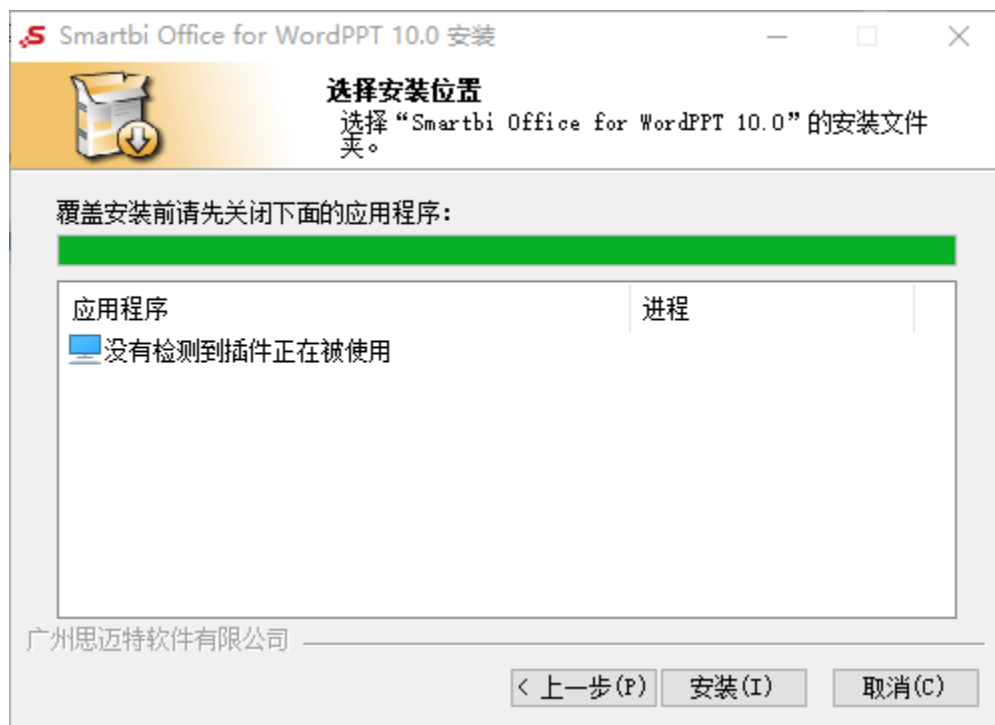 Smartbi Office for WordPPT 10.0 安装
选择安装位置
选择“Smartbi Office for WordPPT 10.0”的安装文件
夹。
覆盖安装前请先关闭下面的应用程序:
应用程序 进程
没有检测到插件正在被使用
广州思迈特软件有限公司
< 上一步(P) 安装(I) 取消(C)